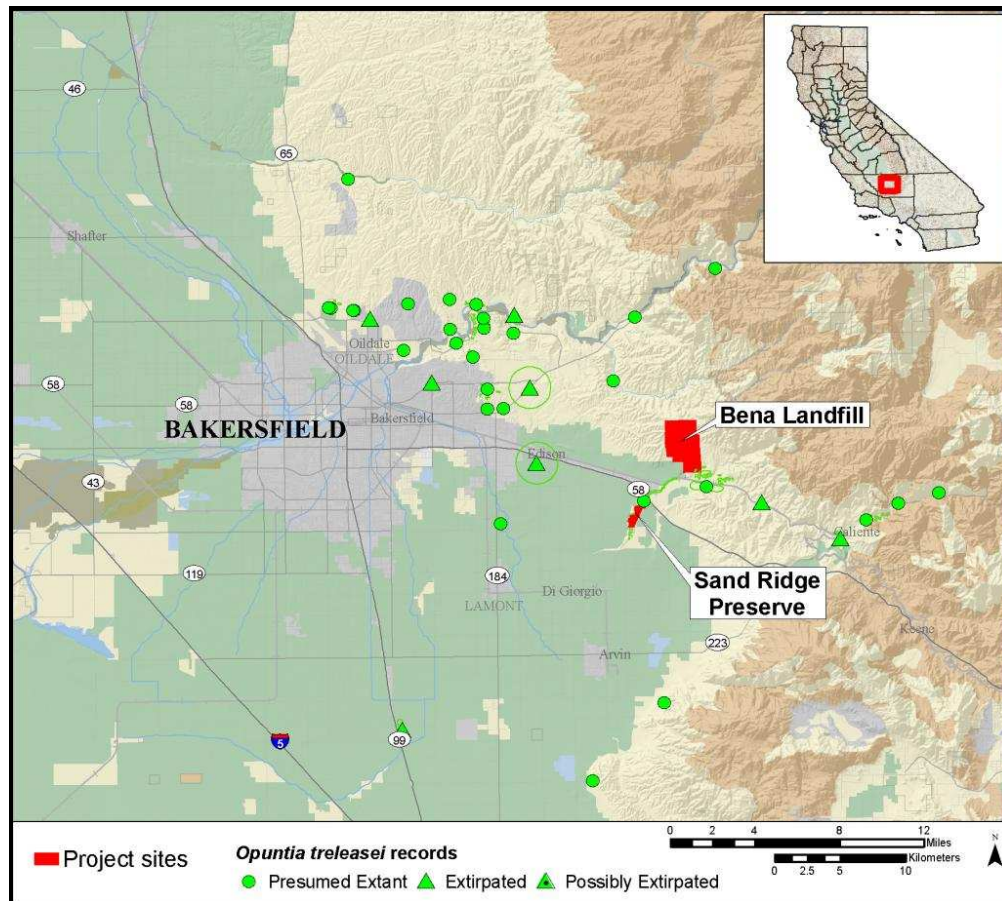 46
65
Shafter
Oildale
OILDALE
58
58
BAKERSFIELD
Bakersfield
Bena Landfill
Edison
43
58
Caliente
119
184
Di Giorgio
Sand Ridge
Preserve
LAMONT
Keene
223
Arvin
5
99
0 2 4 8 12
Miles
N
Project sites
Opuntia treleasei records
Kilometers
0 2.5 5 10
Presumed Extant
Extirpated
Possibly Extirpated